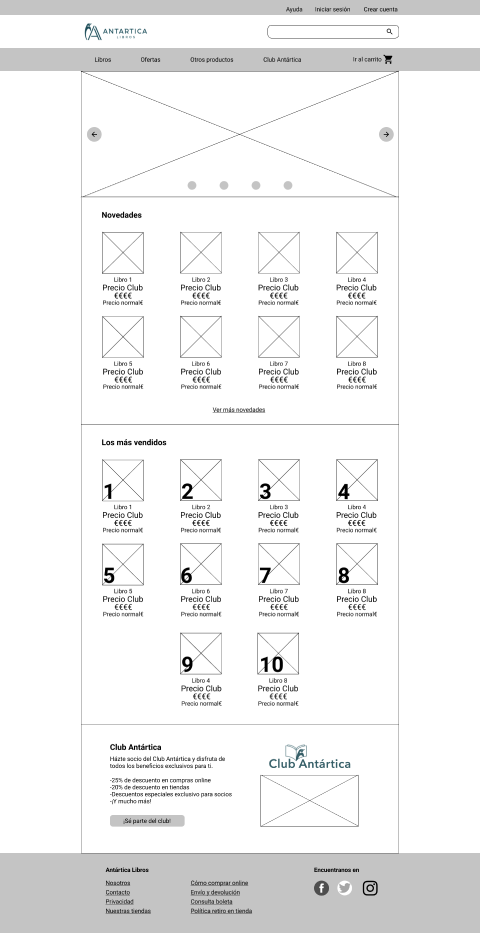 Ayuda Iniciar sesión Crear cuenta
ANTARTICA
LIBROS
Libros Ofertas Otros productos Club Antártica Ir al carrito
Novedades
Libro 1 Libro 2 Libro 3 Libro 4
Precio Club Precio Club Precio Club Precio Club
€€€€ €€€€ €€€€ €€€€
Precio normal€ Precio normal€ Precio normal€ Precio normal€
Libro 5 Libro 6 Libro 7 Libro 8
Precio Club Precio Club Precio Club Precio Club
€€€€ €€€€ €€€€ €€€€
Precio normal€ Precio normal€ Precio normal€ Precio normal€
Ver más novedades
Los más vendidos
1 2 3 4
Libro 1 Libro 2 Libro 3 Libro 4
Precio Club Precio Club Precio Club Precio Club
€€€€ €€€€ €€€€ €€€€
Precio normal€ Precio normal€ Precio normal€ Precio normal€
5 6 7 8
Libro 5 Libro 6 Libro 7 Libro 8
Precio Club Precio Club Precio Club Precio Club
€€€€ €€€€ €€€€ €€€€
Precio normal€ Precio normal€ Precio normal€ Precio normal€
9 10
Libro 4 Libro 8
Precio Club Precio Club
€€€€ €€€€
Precio normal€ Precio normal€
Club Antártica
Házte socio del Club Antártica y disfruta de
todos los beneficios exclusivos para ti.
-25% de descuento en compras online
-20% de descuento en tiendas
-Descuentos especiales exclusivo para socios
-¡Y mucho más!
¡Sé parte del club!
Club Antártica
Antártica Libros
Nosotros
Contacto
Privacidad
Nuestras tiendas
Cómo comprar online
Envío y devolución
Consulta boleta
Política retiro en tienda
Encuentranos en